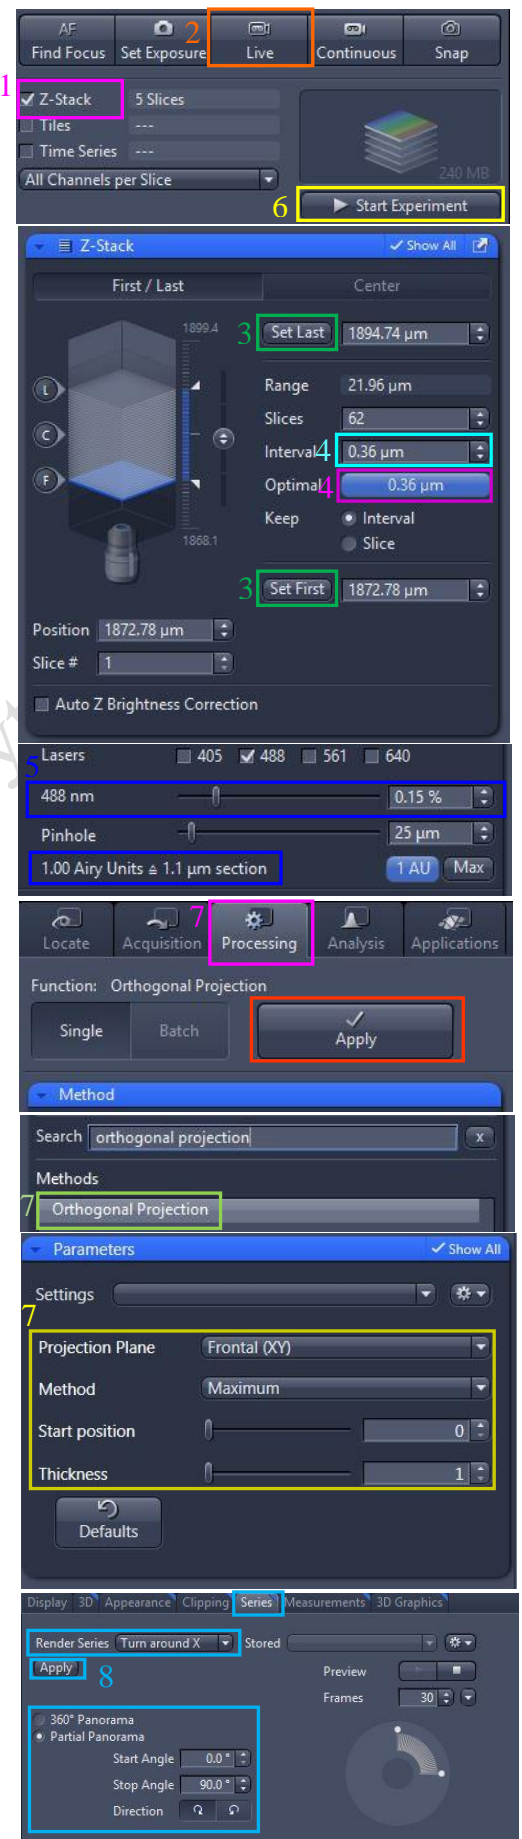 AF
2
Find Focus Set Exposure Live Continuous Snap
1
Z-Stack 5 Slices
Tiles ---
Time Series ---
All Channels per Slice
240 MB
6 Start Experiment
Z-Stack Show All
First / Last Center
1899.4
3 Set Last 1894.74 µm
Range 21.96 µm
L
Slices 62
C
Interval 4 0.36 µm
F
Optimal 4 0.36 µm
Keep Interval
1868.1 Slice
3 Set First 1872.78 µm
Position 1872.78 µm
Slice # 1
Auto Z Brightness Correction
Lasers 405 488 561 640
5
488 nm 0.15 %
Pinhole 25 µm
1.00 Airy Units ≙ 1.1 µm section 1 AU Max
7
Locate Acquisition Processing Analysis Applications
Function: Orthogonal Projection
Single Batch Apply
Method
Search orthogonal projection x
Methods
7 Orthogonal Projection
Parameters Show All
Settings
7
Projection Plane Frontal (XY)
Method Maximum
Start position 0
Thickness 1
Defaults
Display 3D Appearance Clipping Series Measurements 3D Graphics
Render Series Turn around X Stored
Apply 8 Preview
Frames 30
360° Panorama
Partial Panorama
Start Angle 0.0 °
Stop Angle 90.0 °
Direction